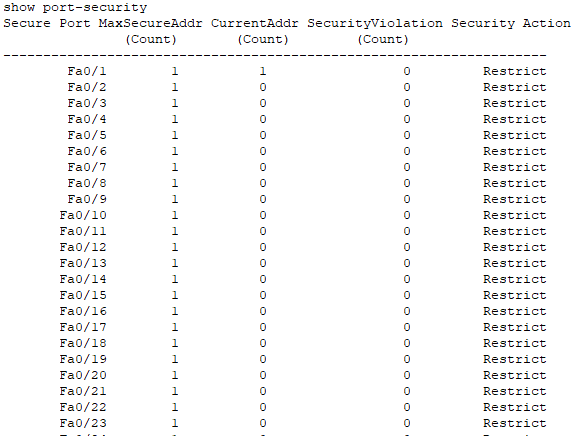 show port-security
Secure Port MaxSecureAddr CurrentAddr SecurityViolation Security Action
(Count) (Count) (Count)
--------------------------------------------------------------------
Fa0/1 1 1 0 Restrict
Fa0/2 1 0 0 Restrict
Fa0/3 1 0 0 Restrict
Fa0/4 1 0 0 Restrict
Fa0/5 1 0 0 Restrict
Fa0/6 1 0 0 Restrict
Fa0/7 1 0 0 Restrict
Fa0/8 1 0 0 Restrict
Fa0/9 1 0 0 Restrict
Fa0/10 1 0 0 Restrict
Fa0/11 1 0 0 Restrict
Fa0/12 1 0 0 Restrict
Fa0/13 1 0 0 Restrict
Fa0/14 1 0 0 Restrict
Fa0/15 1 0 0 Restrict
Fa0/16 1 0 0 Restrict
Fa0/17 1 0 0 Restrict
Fa0/18 1 0 0 Restrict
Fa0/19 1 0 0 Restrict
Fa0/20 1 0 0 Restrict
Fa0/21 1 0 0 Restrict
Fa0/22 1 0 0 Restrict
Fa0/23 1 0 0 Restrict